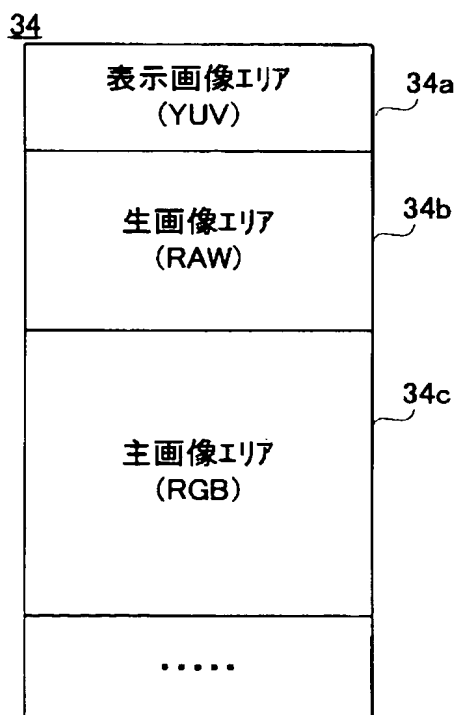 34
表示画像エリア
(YUV)
34a
生画像エリア
(RAW)
34b
主画像エリア
(RGB)
34c
.....